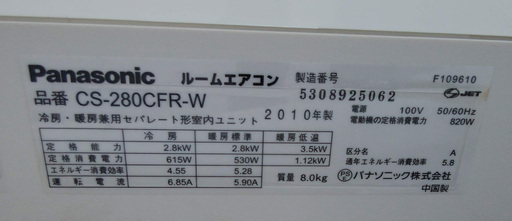 Panasonic ルームエアコン 製造番号 F109610
品番 CS-280CFR-W 5308925062 JET
冷房・暖房兼用セパレート形室内ユニット 2010年製
電源 100V 50/60Hz
電動機の定格消費電力 820W
冷房 暖房標準 暖房低温
定格能力 2.8kW 2.8kW 3.5kW
定格消費電力 615W 530W 1.12kW
エネルギー消費効率 4.55 5.28
運転電流 6.85A 5.90A
質量 8.0kg
区分名 A
通年エネルギー消費効率 5.8
PSE パナソニック株式会社
中国製